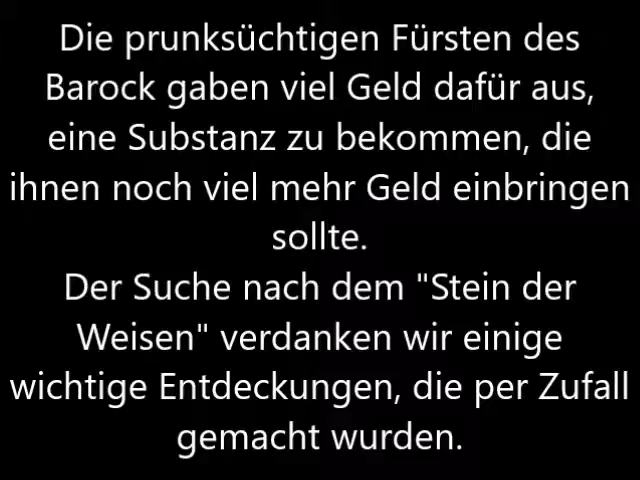 Die prunksüchtigen Fürsten des
Barock gaben viel Geld dafür aus,
eine Substanz zu bekommen, die
ihnen noch viel mehr Geld einbringen
sollte.
Der Suche nach dem "Stein der
Weisen" verdanken wir einige
wichtige Entdeckungen, die per Zufall
gemacht wurden.